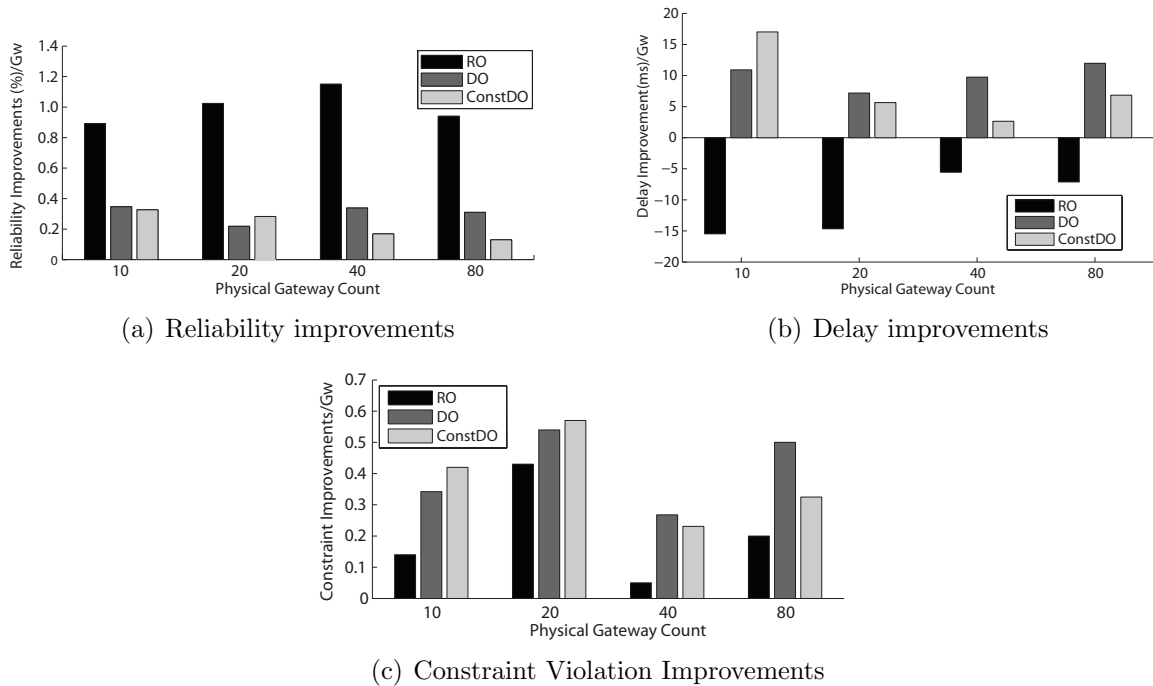 Reliability Improvements (%)/Gw
1.4
1.2
1.0
0.8
0.6
0.4
0.2
0
RO
DO
ConstDO
10 20 40 80
Physical Gateway Count
(a) Reliability improvements
Delay Improvement(ms)/Gw
20
15
10
5
0
−5
−10
−15
−20
RO
DO
ConstDO
10 20 40 80
Physical Gateway Count
(b) Delay improvements
Constraint Improvements/Gw
0.7
0.6
0.5
0.4
0.3
0.2
0.1
0
RO
DO
ConstDO
10 20 40 80
Physical Gateway Count
(c) Constraint Violation Improvements